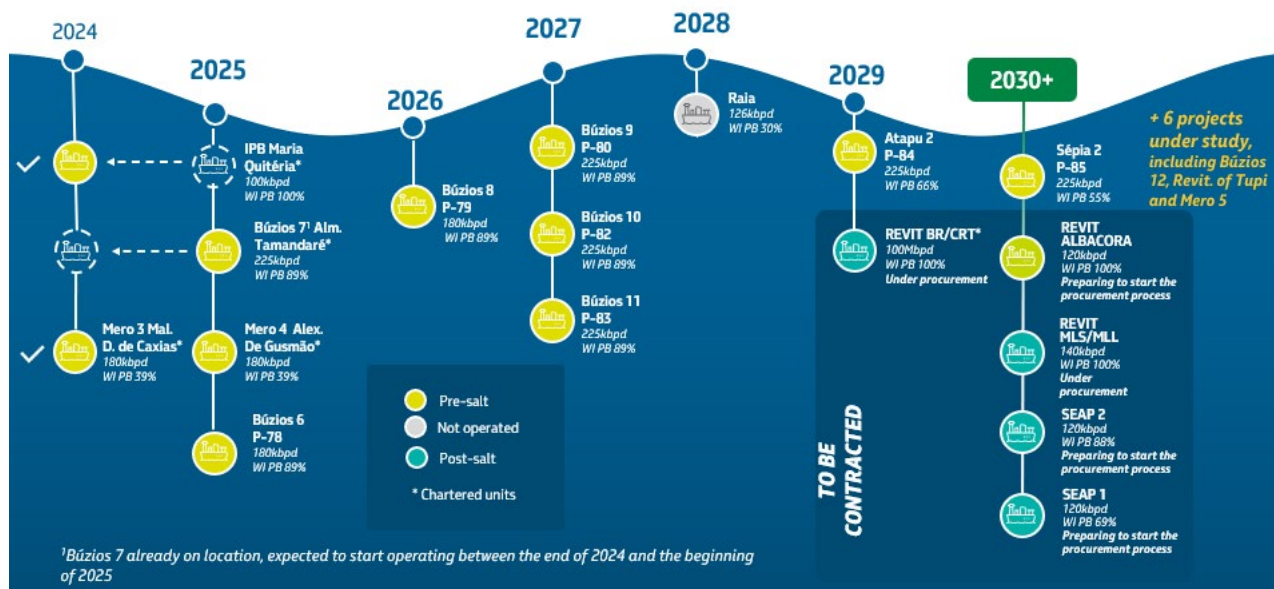 2024
2025
2026
2027
2028
2029
2030+
IPB Maria
Quitéria*
100kbpd
WI PB 100%
Búzios 7¹ Alm.
Tamandaré*
225kbpd
WI PB 89%
Mero 3 Mal.
D. de Caxias*
180kbpd
WI PB 39%
Mero 4 Alex.
De Gusmão*
180kbpd
WI PB 39%
Búzios 6
P-78
180kbpd
WI PB 89%
Búzios 8
P-79
180kbpd
WI PB 89%
Búzios 9
P-80
225kbpd
WI PB 89%
Búzios 10
P-82
225kbpd
WI PB 89%
Búzios 11
P-83
225kbpd
WI PB 89%
Raia
126kbpd
WI PB 30%
Atapu 2
P-84
225kbpd
WI PB 66%
REVIT BR/CRT*
100Mbpd
WI PB 100%
Under procurement
Sépia 2
P-85
225kbpd
WI PB 55%
REVIT
ALBACORA
120kbpd
WI PB 100%
Preparing to start the
procurement process
REVIT
MLS/MLL
140kbpd
WI PB 100%
Under
procurement
SEAP 2
120kbpd
WI PB 88%
Preparing to start the
procurement process
SEAP 1
120kbpd
WI PB 69%
Preparing to start the
procurement process
+ 6 projects
under study,
including Búzios
12, Revit. of Tupi
and Mero 5
TO BE
CONTRACTED
Pre-salt
Not operated
Post-salt
* Chartered units
¹Búzios 7 already on location, expected to start operating between the end of 2024 and the beginning
of 2025